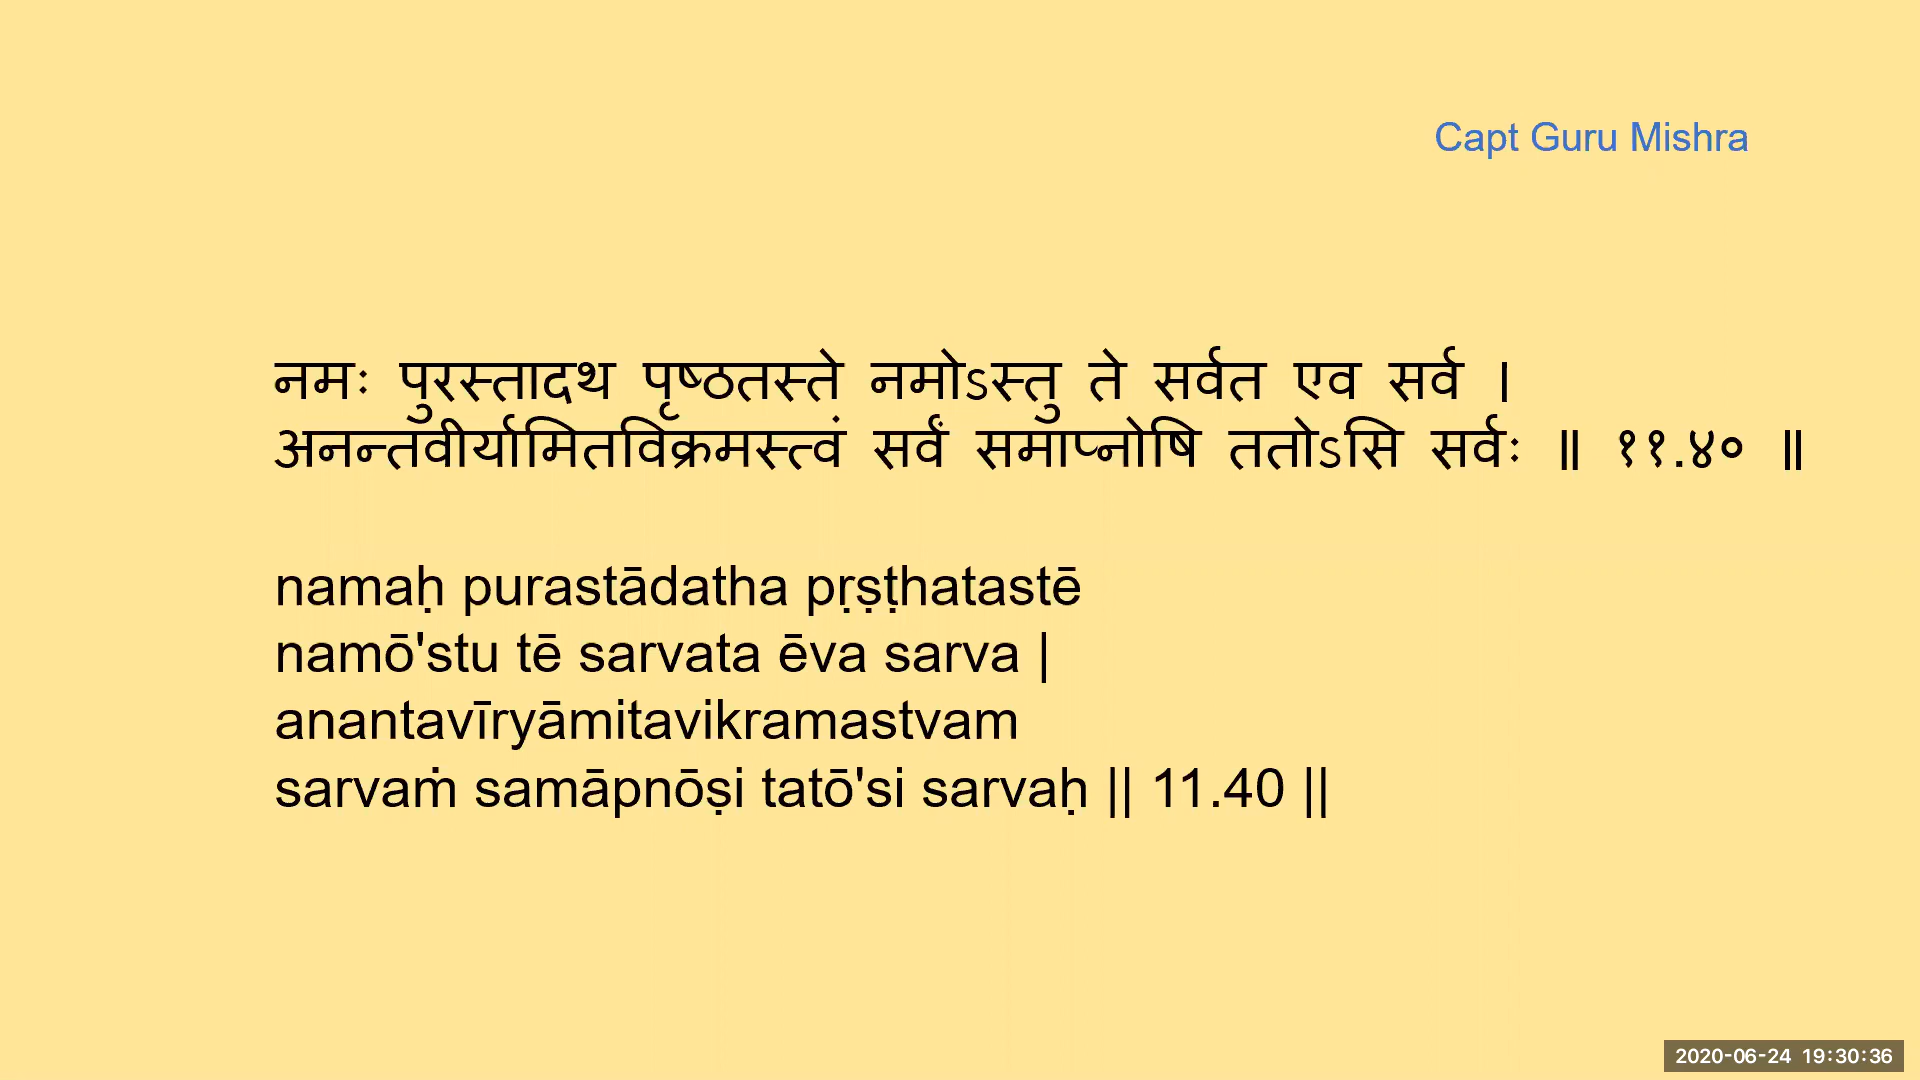 Capt Guru Mishra
नमः पुरस्तादथ पृष्ठतस्ते नमोऽस्तु ते सर्वत एव सर्व ।
अनन्तवीर्यामितविक्रमस्त्वं सर्वं समाप्नोषि ततोऽसि सर्वः ॥ ११.४० ॥
namaḥ purastādatha pṛṣṭhatastē
namō'stu tē sarvata ēva sarva |
anantavīryāmitavikramastvam
sarvaṁ samāpnōṣi tatō'si sarvaḥ || 11.40 ||
2020-06-24 19:30:36